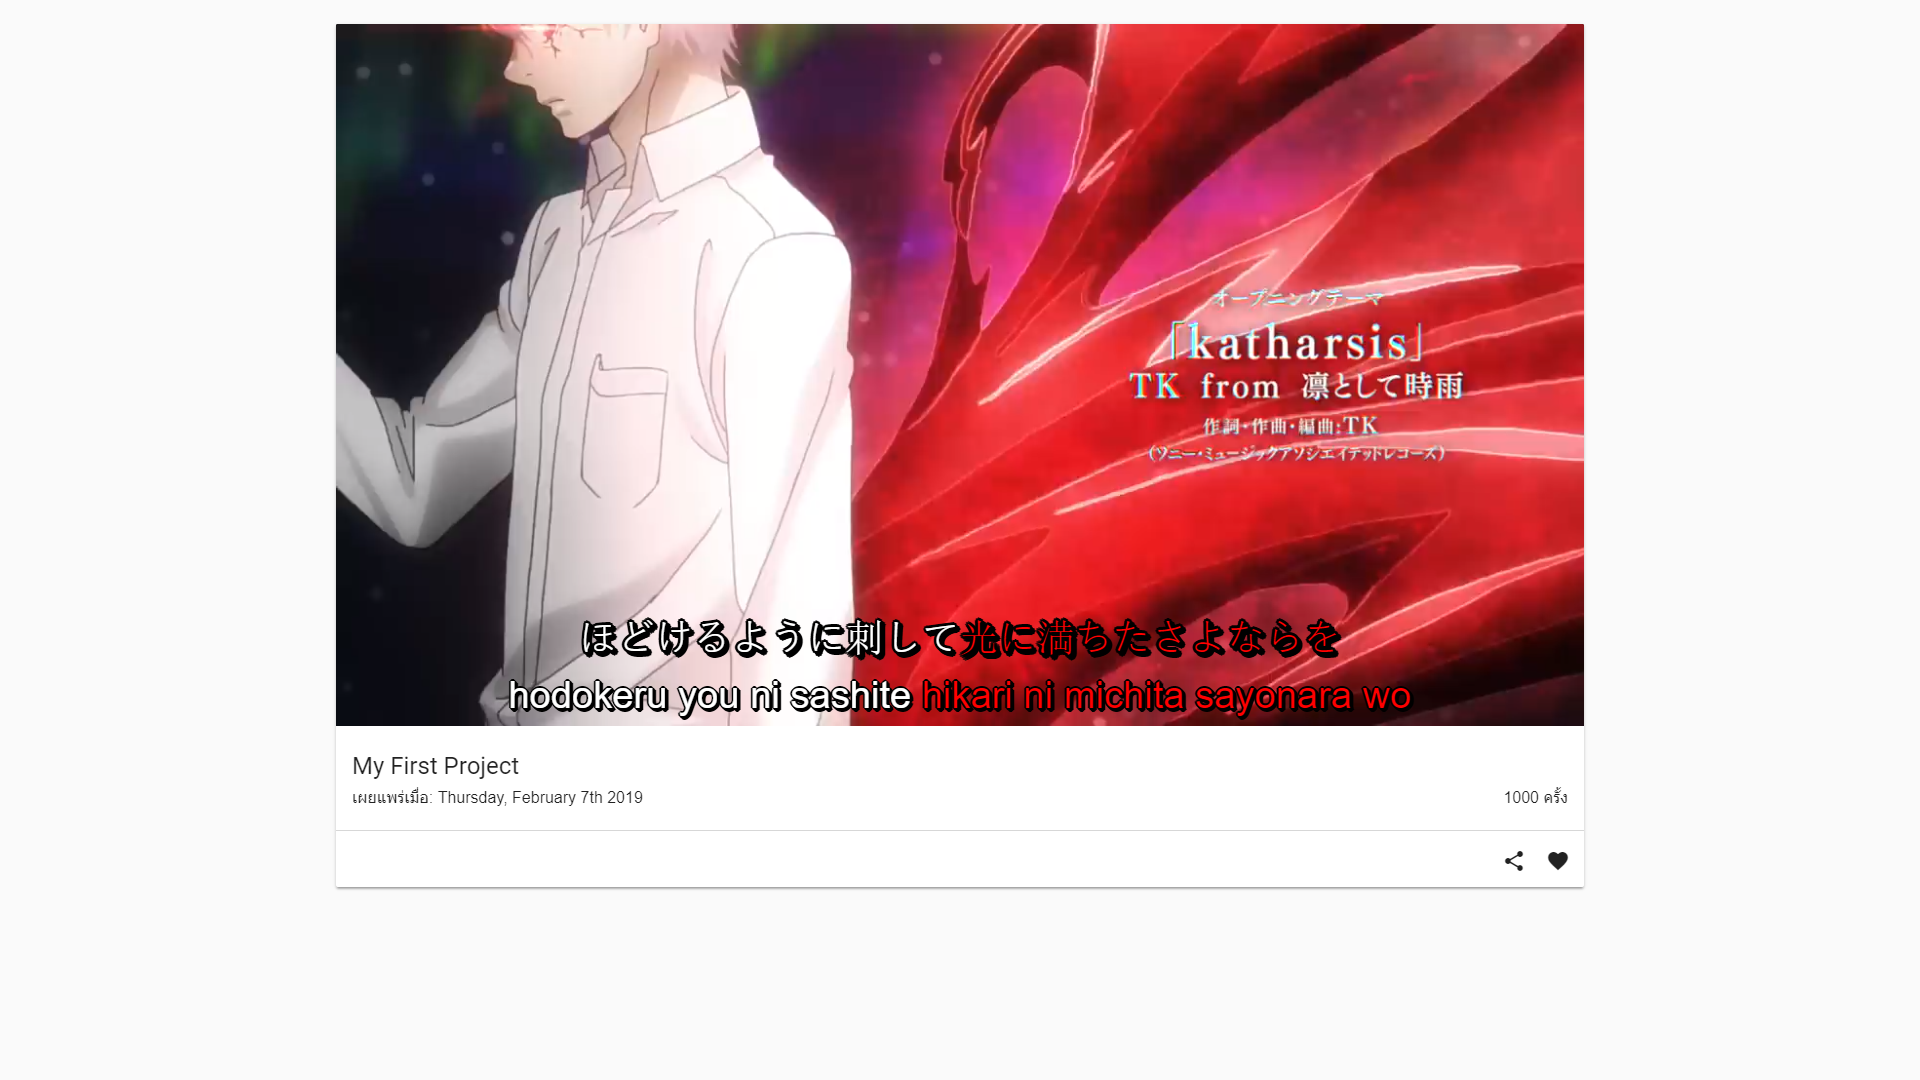 オープニングテーマ
「katharsis」
TK from 凛として時雨
作詞・作曲・編曲:TK
(ソニー・ミュージックアソシエイテッドレコーズ)
ほどけるように刺して光に満ちたさよならを
hodokeru you ni sashite hikari ni michita sayonara wo
My First Project
เผยแพร่เมื่อ: Thursday, February 7th 2019
1000 ครั้ง